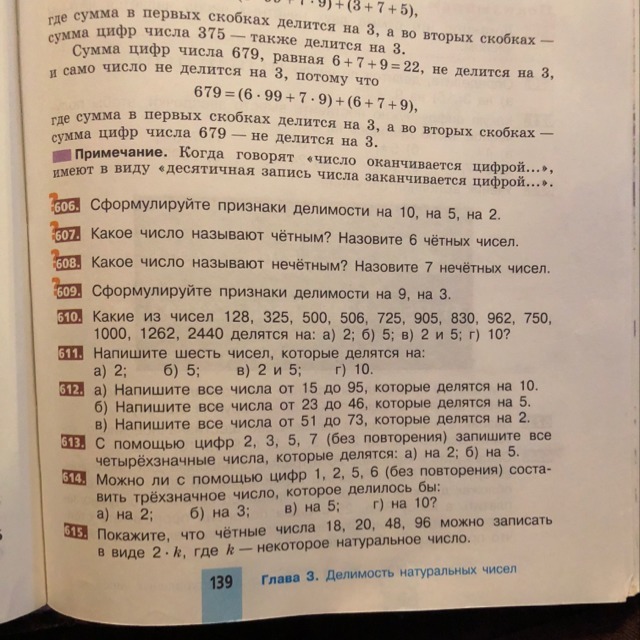 где сумма в первых скобках делится на 3, а во вторых скобках —
сумма цифр числа 375 — также делится на 3.
Сумма цифр числа 679, равная 6 + 7 + 9 = 22, не делится на 3,
и само число не делится на 3, потому что
679 = (6 · 99 + 7 · 9) + (6 + 7 + 9),
где сумма в первых скобках делится на 3, а во вторых скобках —
сумма цифр числа 679 — не делится на 3.
Примечание. Когда говорят «число оканчивается цифрой...»,
имеют в виду «десятичная запись числа заканчивается цифрой...».
606. Сформулируйте признаки делимости на 10, на 5, на 2.
607. Какое число называют чётным? Назовите 6 чётных чисел.
608. Какое число называют нечётным? Назовите 7 нечётных чисел.
609. Сформулируйте признаки делимости на 9, на 3.
610. Какие из чисел 128, 325, 500, 506, 725, 905, 830, 962, 750,
1000, 1262, 2440 делятся на: а) 2; б) 5; в) 2 и 5; г) 10?
611. Напишите шесть чисел, которые делятся на:
а) 2; б) 5; в) 2 и 5; г) 10.
612. а) Напишите все числа от 15 до 95, которые делятся на 10.
б) Напишите все числа от 23 до 46, которые делятся на 5.
в) Напишите все числа от 51 до 73, которые делятся на 2.
613. С помощью цифр 2, 3, 5, 7 (без повторения) запишите все
четырёхзначные числа, которые делятся: а) на 2; б) на 5.
614. Можно ли с помощью цифр 1, 2, 5, 6 (без повторения) соста-
вить трёхзначное число, которое делилось бы:
а) на 2; б) на 3; в) на 5; г) на 10?
615. Покажите, что чётные числа 18, 20, 48, 96 можно записать
в виде 2 · k, где k — некоторое натуральное число.
139 Глава 3. Делимость натуральных чисел